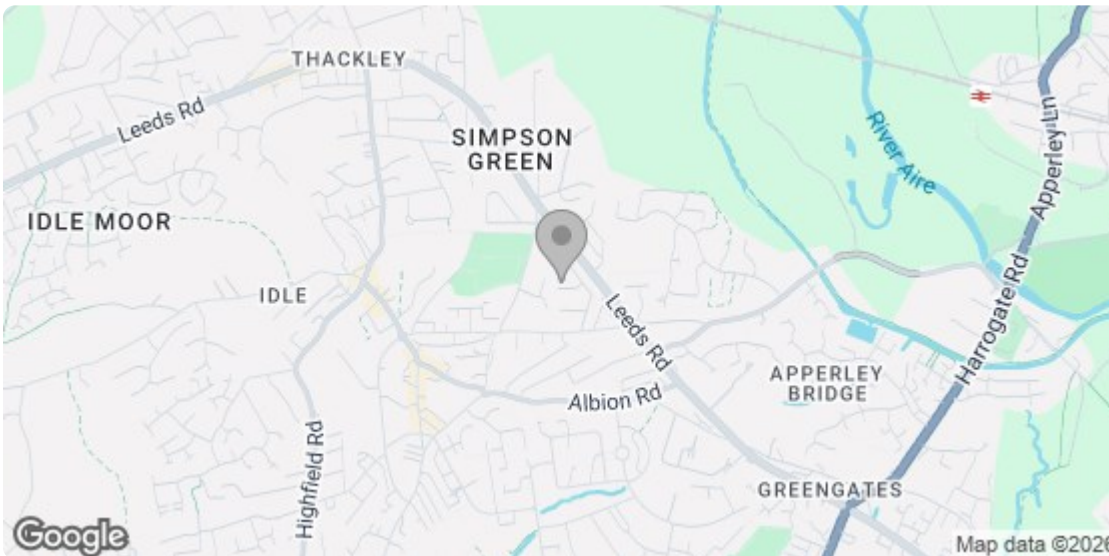 THACKLEY
Leeds Rd
SIMPSON
GREEN
River Aire
Apperley Ln
IDLE MOOR
IDLE
Leeds Rd
Harrogate Rd
APPERLEY
BRIDGE
Albion Rd
Highfield Rd
GREENGATES
Google
Map data ©2026